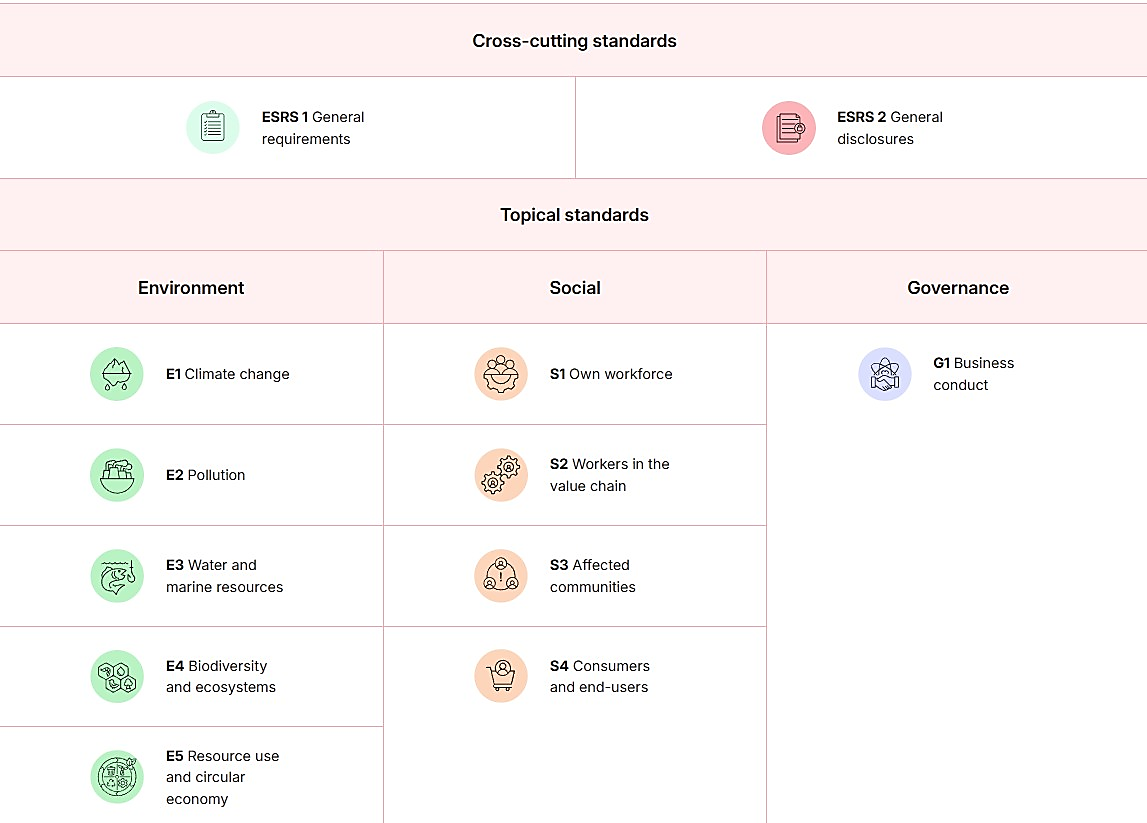 Cross-cutting standards
ESRS 1 General
requirements
ESRS 2 General
disclosures
Topical standards
Environment
Social
Governance
E1 Climate change
S1 Own workforce
G1 Business
conduct
E2 Pollution
S2 Workers in the
value chain
E3 Water and
marine resources
S3 Affected
communities
E4 Biodiversity
and ecosystems
S4 Consumers
and end-users
E5 Resource use
and circular
economy